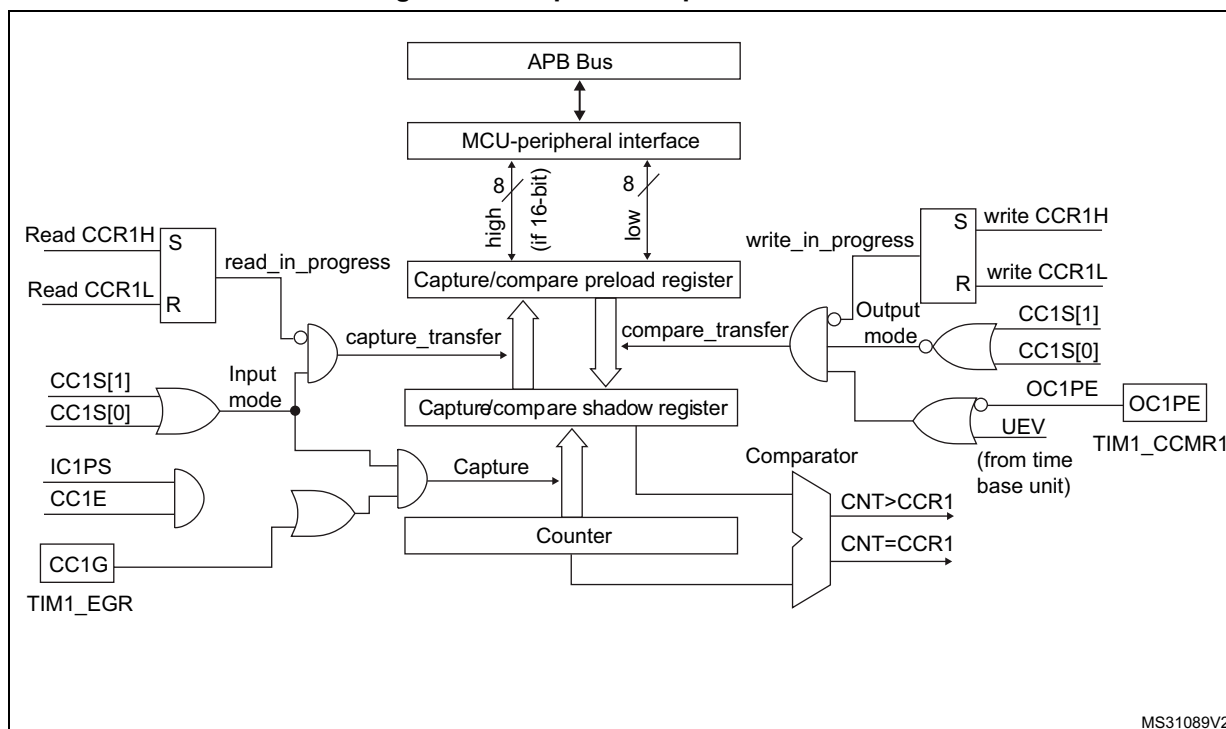 APB Bus
MCU-peripheral interface
8
high
(if 16-bit)
8
low
Read CCR1H
S
read_in_progress
Read CCR1L
R
write_in_progress
S
write CCR1H
R
write CCR1L
Capture/compare preload register
capture_transfer
compare_transfer
Output
mode
CC1S[1]
CC1S[0]
CC1S[1]
CC1S[0]
Input
mode
Capture/compare shadow register
OC1PE
OC1PE
UEV
TIM1_CCMR1
(from time
base unit)
IC1PS
CC1E
Capture
Comparator
CNT>CCR1
Counter
CNT=CCR1
CC1G
TIM1_EGR
MS31089V2